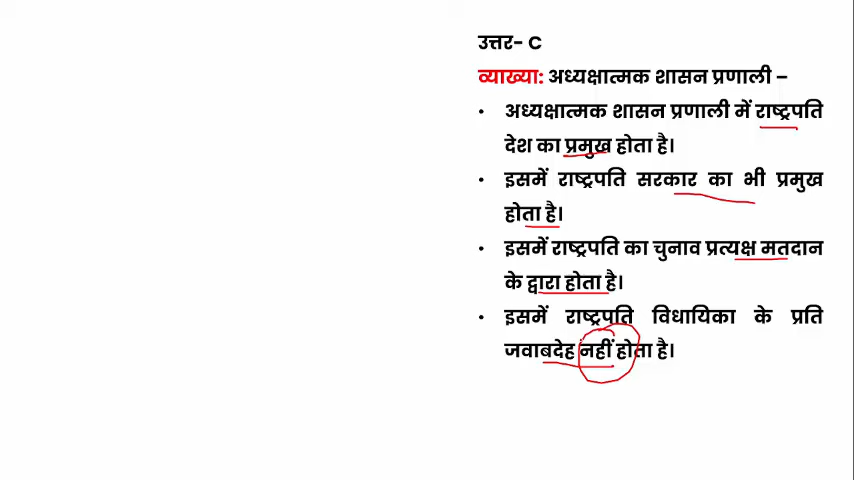 उत्तर- C
व्याख्या: अध्यक्षात्मक शासन प्रणाली –
• अध्यक्षात्मक शासन प्रणाली में राष्ट्रपति
देश का प्रमुख होता है।
• इसमें राष्ट्रपति सरकार का भी प्रमुख
होता है।
• इसमें राष्ट्रपति का चुनाव प्रत्यक्ष मतदान
के द्वारा होता है।
• इसमें राष्ट्रपति विधायिका के प्रति
जवाबदेह नहीं होता है।